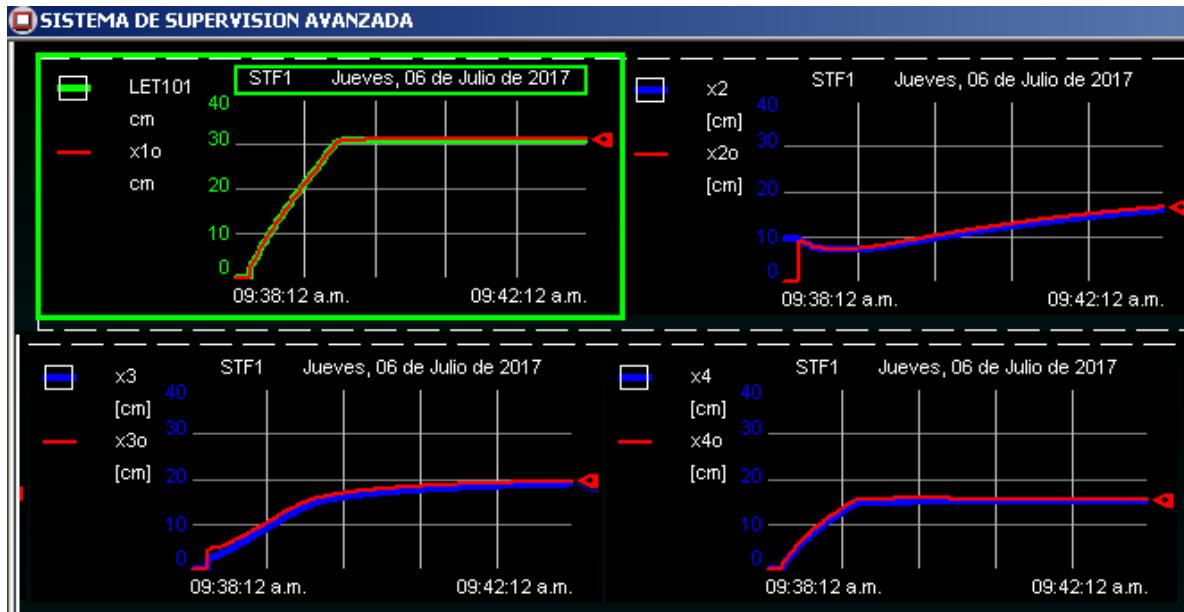 SISTEMA DE SUPERVISION AVANZADA
STF1 Jueves, 06 de Julio de 2017
LET101
cm
x1o
cm
40
30
20
10
0
09:38:12 a.m. 09:42:12 a.m.
STF1 Jueves, 06 de Julio de 2017
x2
[cm]
x2o
[cm]
40
30
20
10
0
09:38:12 a.m. 09:42:12 a.m.
STF1 Jueves, 06 de Julio de 2017
x3
[cm]
x3o
[cm]
40
30
20
10
0
09:38:12 a.m. 09:42:12 a.m.
STF1 Jueves, 06 de Julio de 2017
x4
[cm]
x4o
[cm]
40
30
20
10
0
09:38:12 a.m. 09:42:12 a.m.